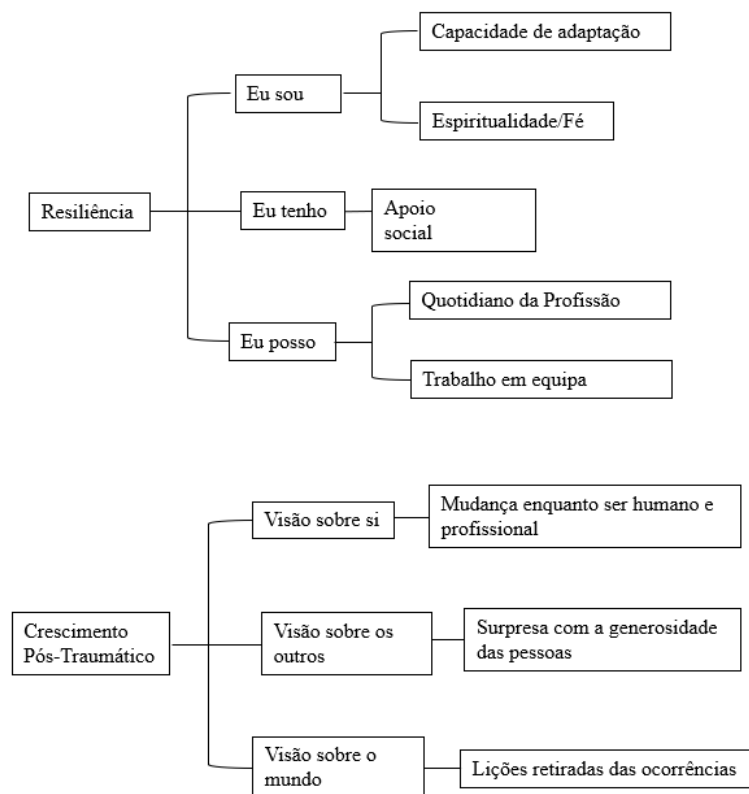 Capacidade de adaptação
Eu sou
Espiritualidade/Fé
Resiliência
Eu tenho
Apoio
social
Quotidiano da Profissão
Eu posso
Trabalho em equipa
Visão sobre si
Mudança enquanto ser humano e
profissional
Crescimento
Pós-Traumático
Visão sobre os
outros
Surpresa com a generosidade
das pessoas
Visão sobre o
mundo
Lições retiradas das ocorrências